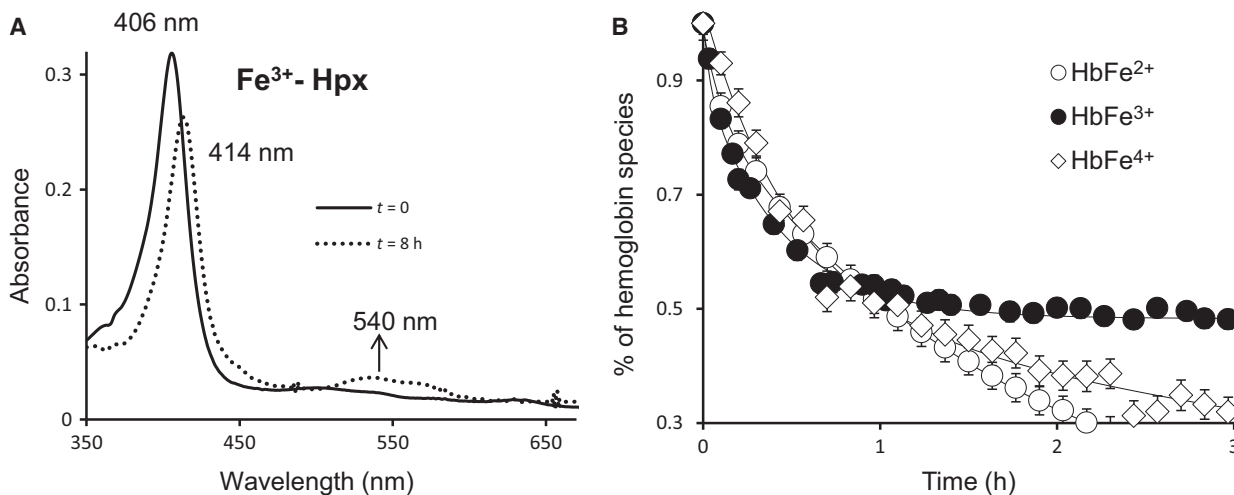 A
406 nm
Fe³⁺- Hpx
414 nm
t = 0
t = 8 h
540 nm
0.3
0.2
0.1
0
Absorbance
350
450
550
650
Wavelength (nm)
B
HbFe²⁺
HbFe³⁺
HbFe⁴⁺
0.9
0.7
0.5
0.3
% of hemoglobin species
0
1
2
3
Time (h)